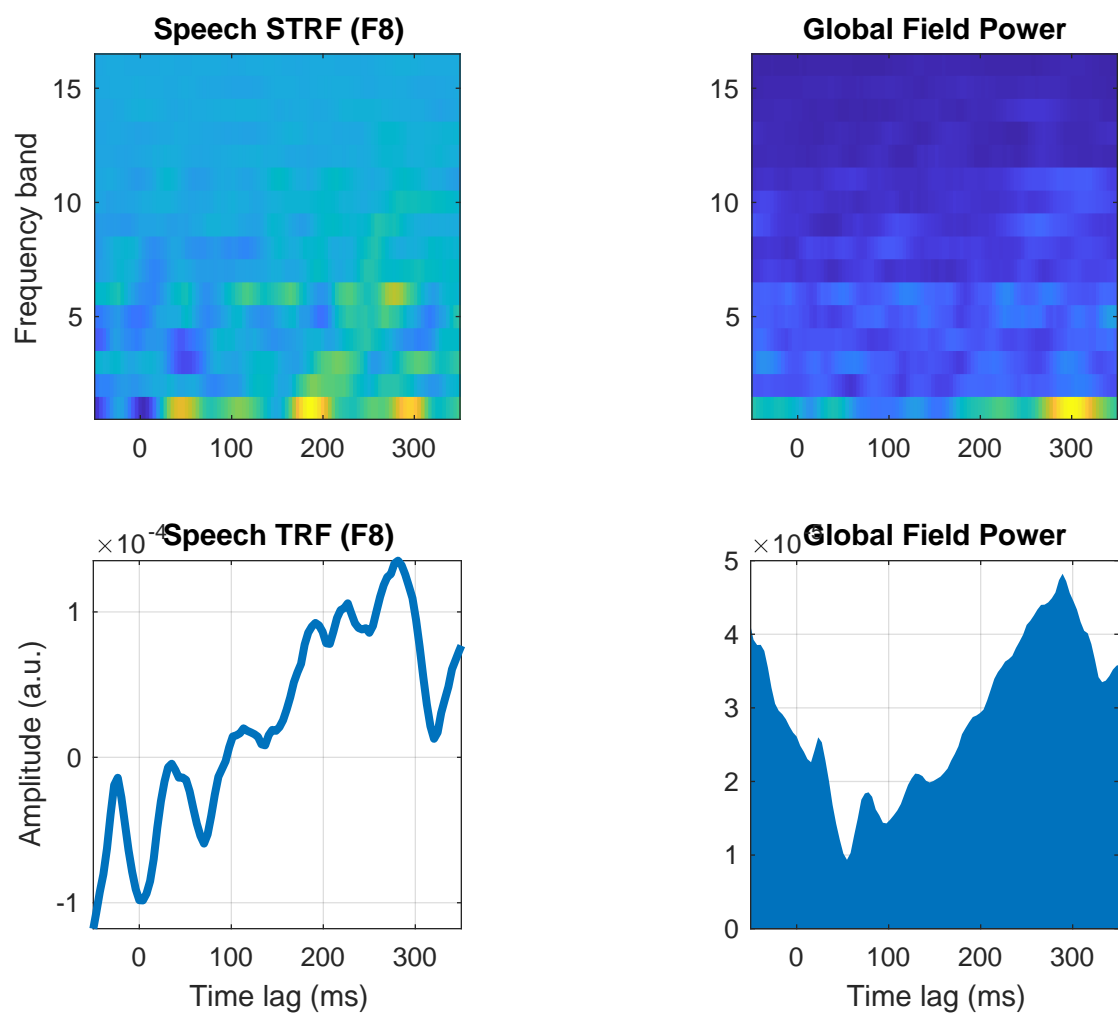 Speech STRF (F8)
Frequency band
15
10
5
0 100 200 300
Global Field Power
15
10
5
0 100 200 300
Speech TRF (F8)
×10⁻⁴
Amplitude (a.u.)
1
0
-1
0 100 200 300
Time lag (ms)
Global Field Power
×10
5
4
3
2
1
0
0 100 200 300
Time lag (ms)